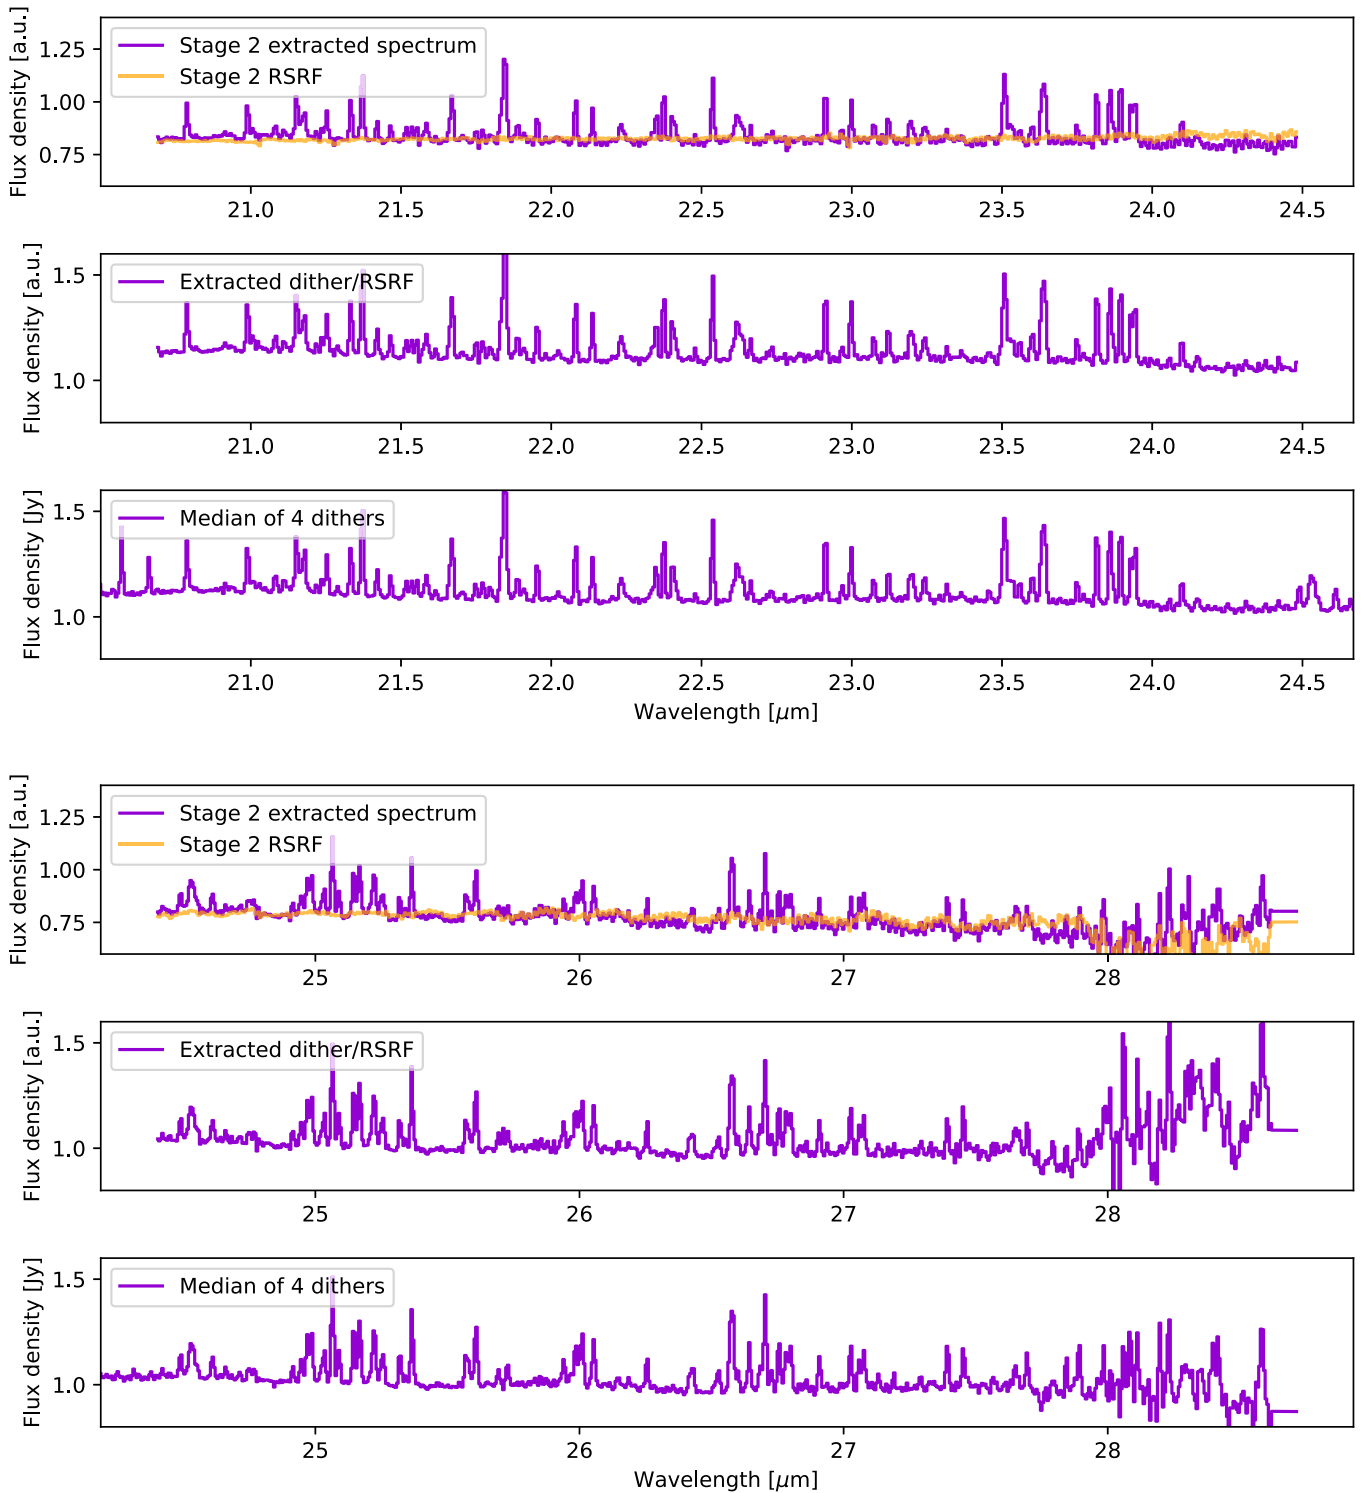 Flux density [a.u.]
1.25
1.00
0.75
Stage 2 extracted spectrum
Stage 2 RSRF
21.0 21.5 22.0 22.5 23.0 23.5 24.0 24.5
Flux density [a.u.]
1.5
1.0
Extracted dither/RSRF
21.0 21.5 22.0 22.5 23.0 23.5 24.0 24.5
Flux density [Jy]
1.5
1.0
Median of 4 dithers
21.0 21.5 22.0 22.5 23.0 23.5 24.0 24.5
Wavelength [μm]
Flux density [a.u.]
1.25
1.00
0.75
Stage 2 extracted spectrum
Stage 2 RSRF
25 26 27 28
Flux density [a.u.]
1.5
1.0
Extracted dither/RSRF
25 26 27 28
Flux density [Jy]
1.5
1.0
Median of 4 dithers
25 26 27 28
Wavelength [μm]